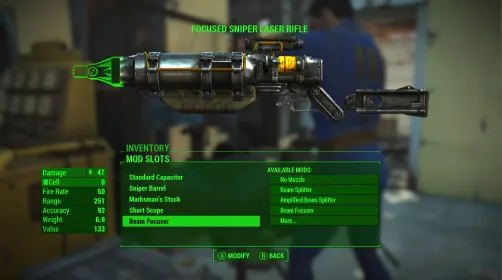 FOCUSED SNIPER LASER RIFLE
INVENTORY
MOD SLOTS
Standard Capacitor
Sniper Barrel
Marksman's Stock
Short Scope
Beam Focuser
AVAILABLE MODS:
No Muzzle
Beam Splitter
Amplified Beam Splitter
Beam Focuser
More...
Damage 47
Cell 0
Fire Rate 50
Range 251
Accuracy 92
Weight 6.9
Value 133
A) MODIFY B) BACK